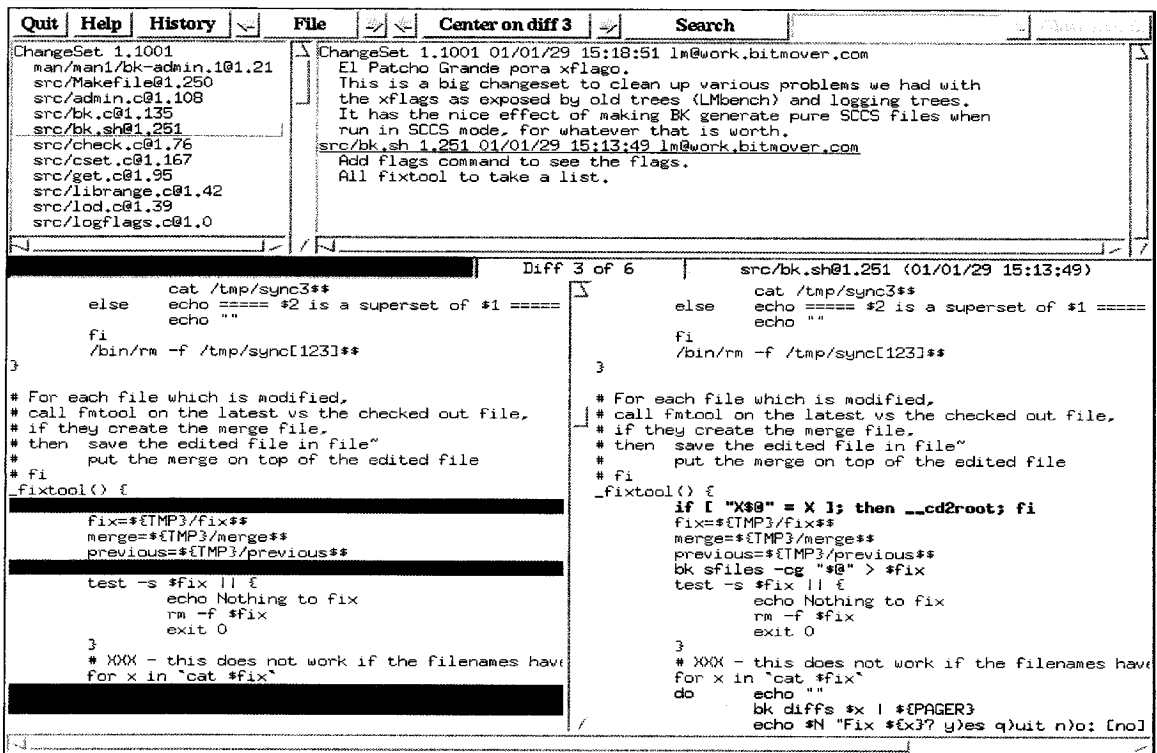 Quit Help History File Center on diff 3 Search
ChangeSet 1.1001
man/man1/bk-admin.1@1.21
src/Makefile@1.250
src/admin.c@1.108
src/bk.c@1.135
src/bk.sh@1.251
src/check.c@1.76
src/cset.c@1.167
src/get.c@1.95
src/librange.c@1.42
src/lod.c@1.39
src/logflags.c@1.0
ChangeSet 1.1001 01/01/29 15:18:51 lm@work.bitmover.com
El Patcho Grande pora xflago.
This is a big changeset to clean up various problems we had with
the xflags as exposed by old trees (LMbench) and logging trees.
It has the nice effect of making BK generate pure SCCS files when
run in SCCS mode, for whatever that is worth.
src/bk.sh 1.251 01/01/29 15:13:49 lm@work.bitmover.com
Add flags command to see the flags.
All fixtool to take a list.
Diff 3 of 6
src/bk.sh@1.251 (01/01/29 15:13:49)
cat /tmp/sync3$$
else echo ===== $2 is a superset of $1 =====
echo ""
fi
/bin/rm -f /tmp/sync[123]$$
}
# For each file which is modified,
# call fmtool on the latest vs the checked out file,
# if they create the merge file,
# then save the edited file in file~
# put the merge on top of the edited file
# fi
_fixtool() {
fix=${TMP}/fix$$
merge=${TMP}/merge$$
previous=${TMP}/previous$$
test -s $fix || {
echo Nothing to fix
rm -f $fix
exit 0
}
# XXX - this does not work if the filenames have
for x in `cat $fix`
cat /tmp/sync3$$
else echo ===== $2 is a superset of $1 =====
echo ""
fi
/bin/rm -f /tmp/sync[123]$$
}
# For each file which is modified,
# call fmtool on the latest vs the checked out file,
# if they create the merge file,
# then save the edited file in file~
# put the merge on top of the edited file
# fi
_fixtool() {
if [ "X$@" = X ]; then __cd2root; fi
fix=${TMP}/fix$$
merge=${TMP}/merge$$
previous=${TMP}/previous$$
bk sfiles -cg "$@" > $fix
test -s $fix || {
echo Nothing to fix
rm -f $fix
exit 0
}
# XXX - this does not work if the filenames have
for x in `cat $fix`
do echo ""
bk diffs $x | ${PAGER}
echo $N "Fix ${x}? y)es q)uit n)o: [no]